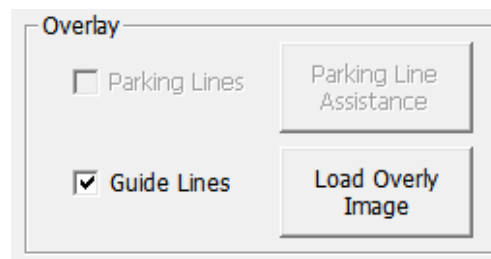 Overlay
Parking Lines
Parking Line
Assistance
Guide Lines
Load Overly
Image